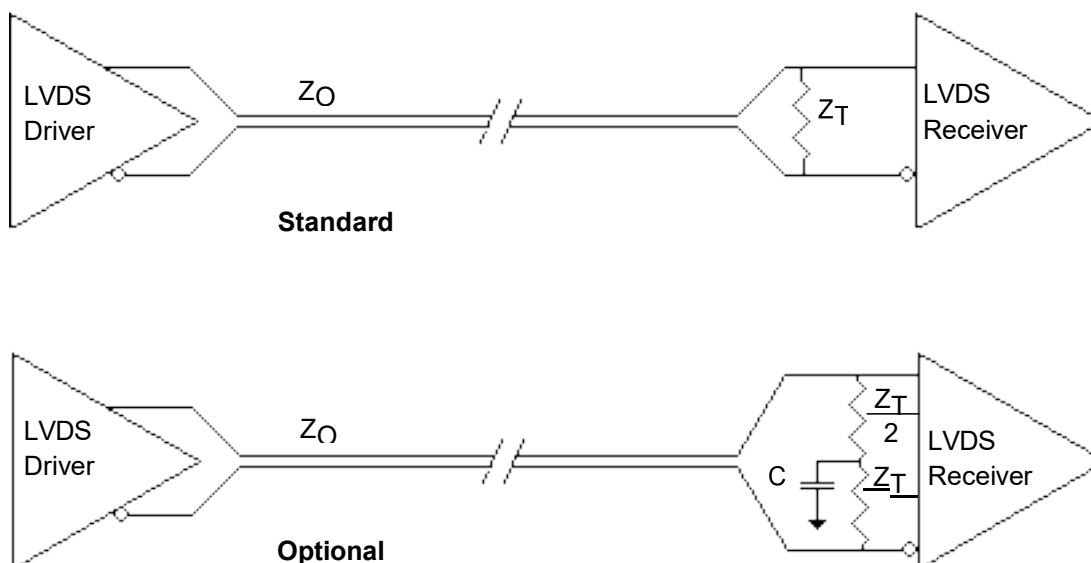 LVDS
Driver
ZO
ZT
LVDS
Receiver
Standard
LVDS
Driver
ZO
ZT
2
C
ZT
LVDS
Receiver
Optional